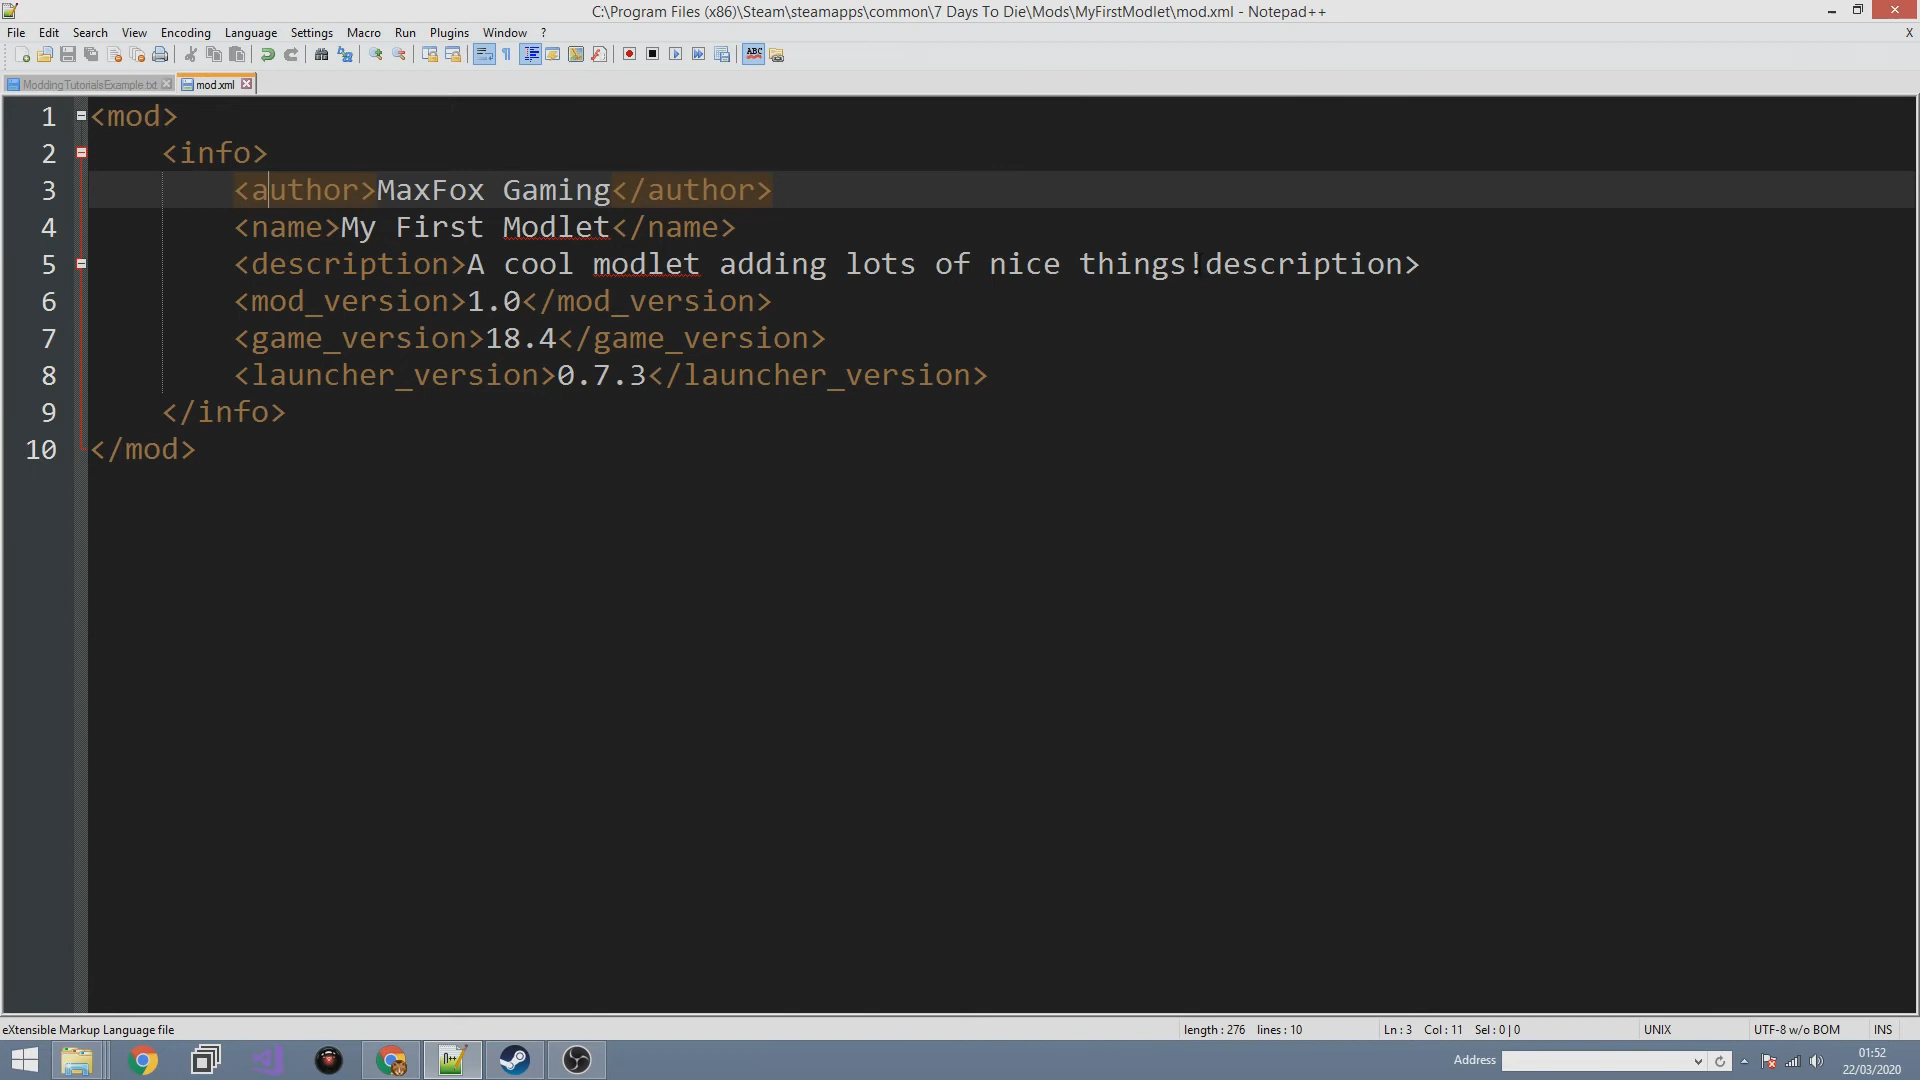 C:\Program Files (x86)\Steam\steamapps\common\7 Days To Die\Mods\MyFirstModlet\mod.xml - Notepad++
File Edit Search View Encoding Language Settings Macro Run Plugins Window ? X
ModdingTutorialsExample.txt mod.xml
1 <mod>
2 <info>
3 <author>MaxFox Gaming</author>
4 <name>My First Modlet</name>
5 <description>A cool modlet adding lots of nice things!description>
6 <mod_version>1.0</mod_version>
7 <game_version>18.4</game_version>
8 <launcher_version>0.7.3</launcher_version>
9 </info>
10 </mod>
eXtensible Markup Language file length : 276 lines : 10 Ln : 3 Col : 11 Sel : 0 | 0 UNIX UTF-8 w/o BOM INS
Address 01:52
22/03/2020